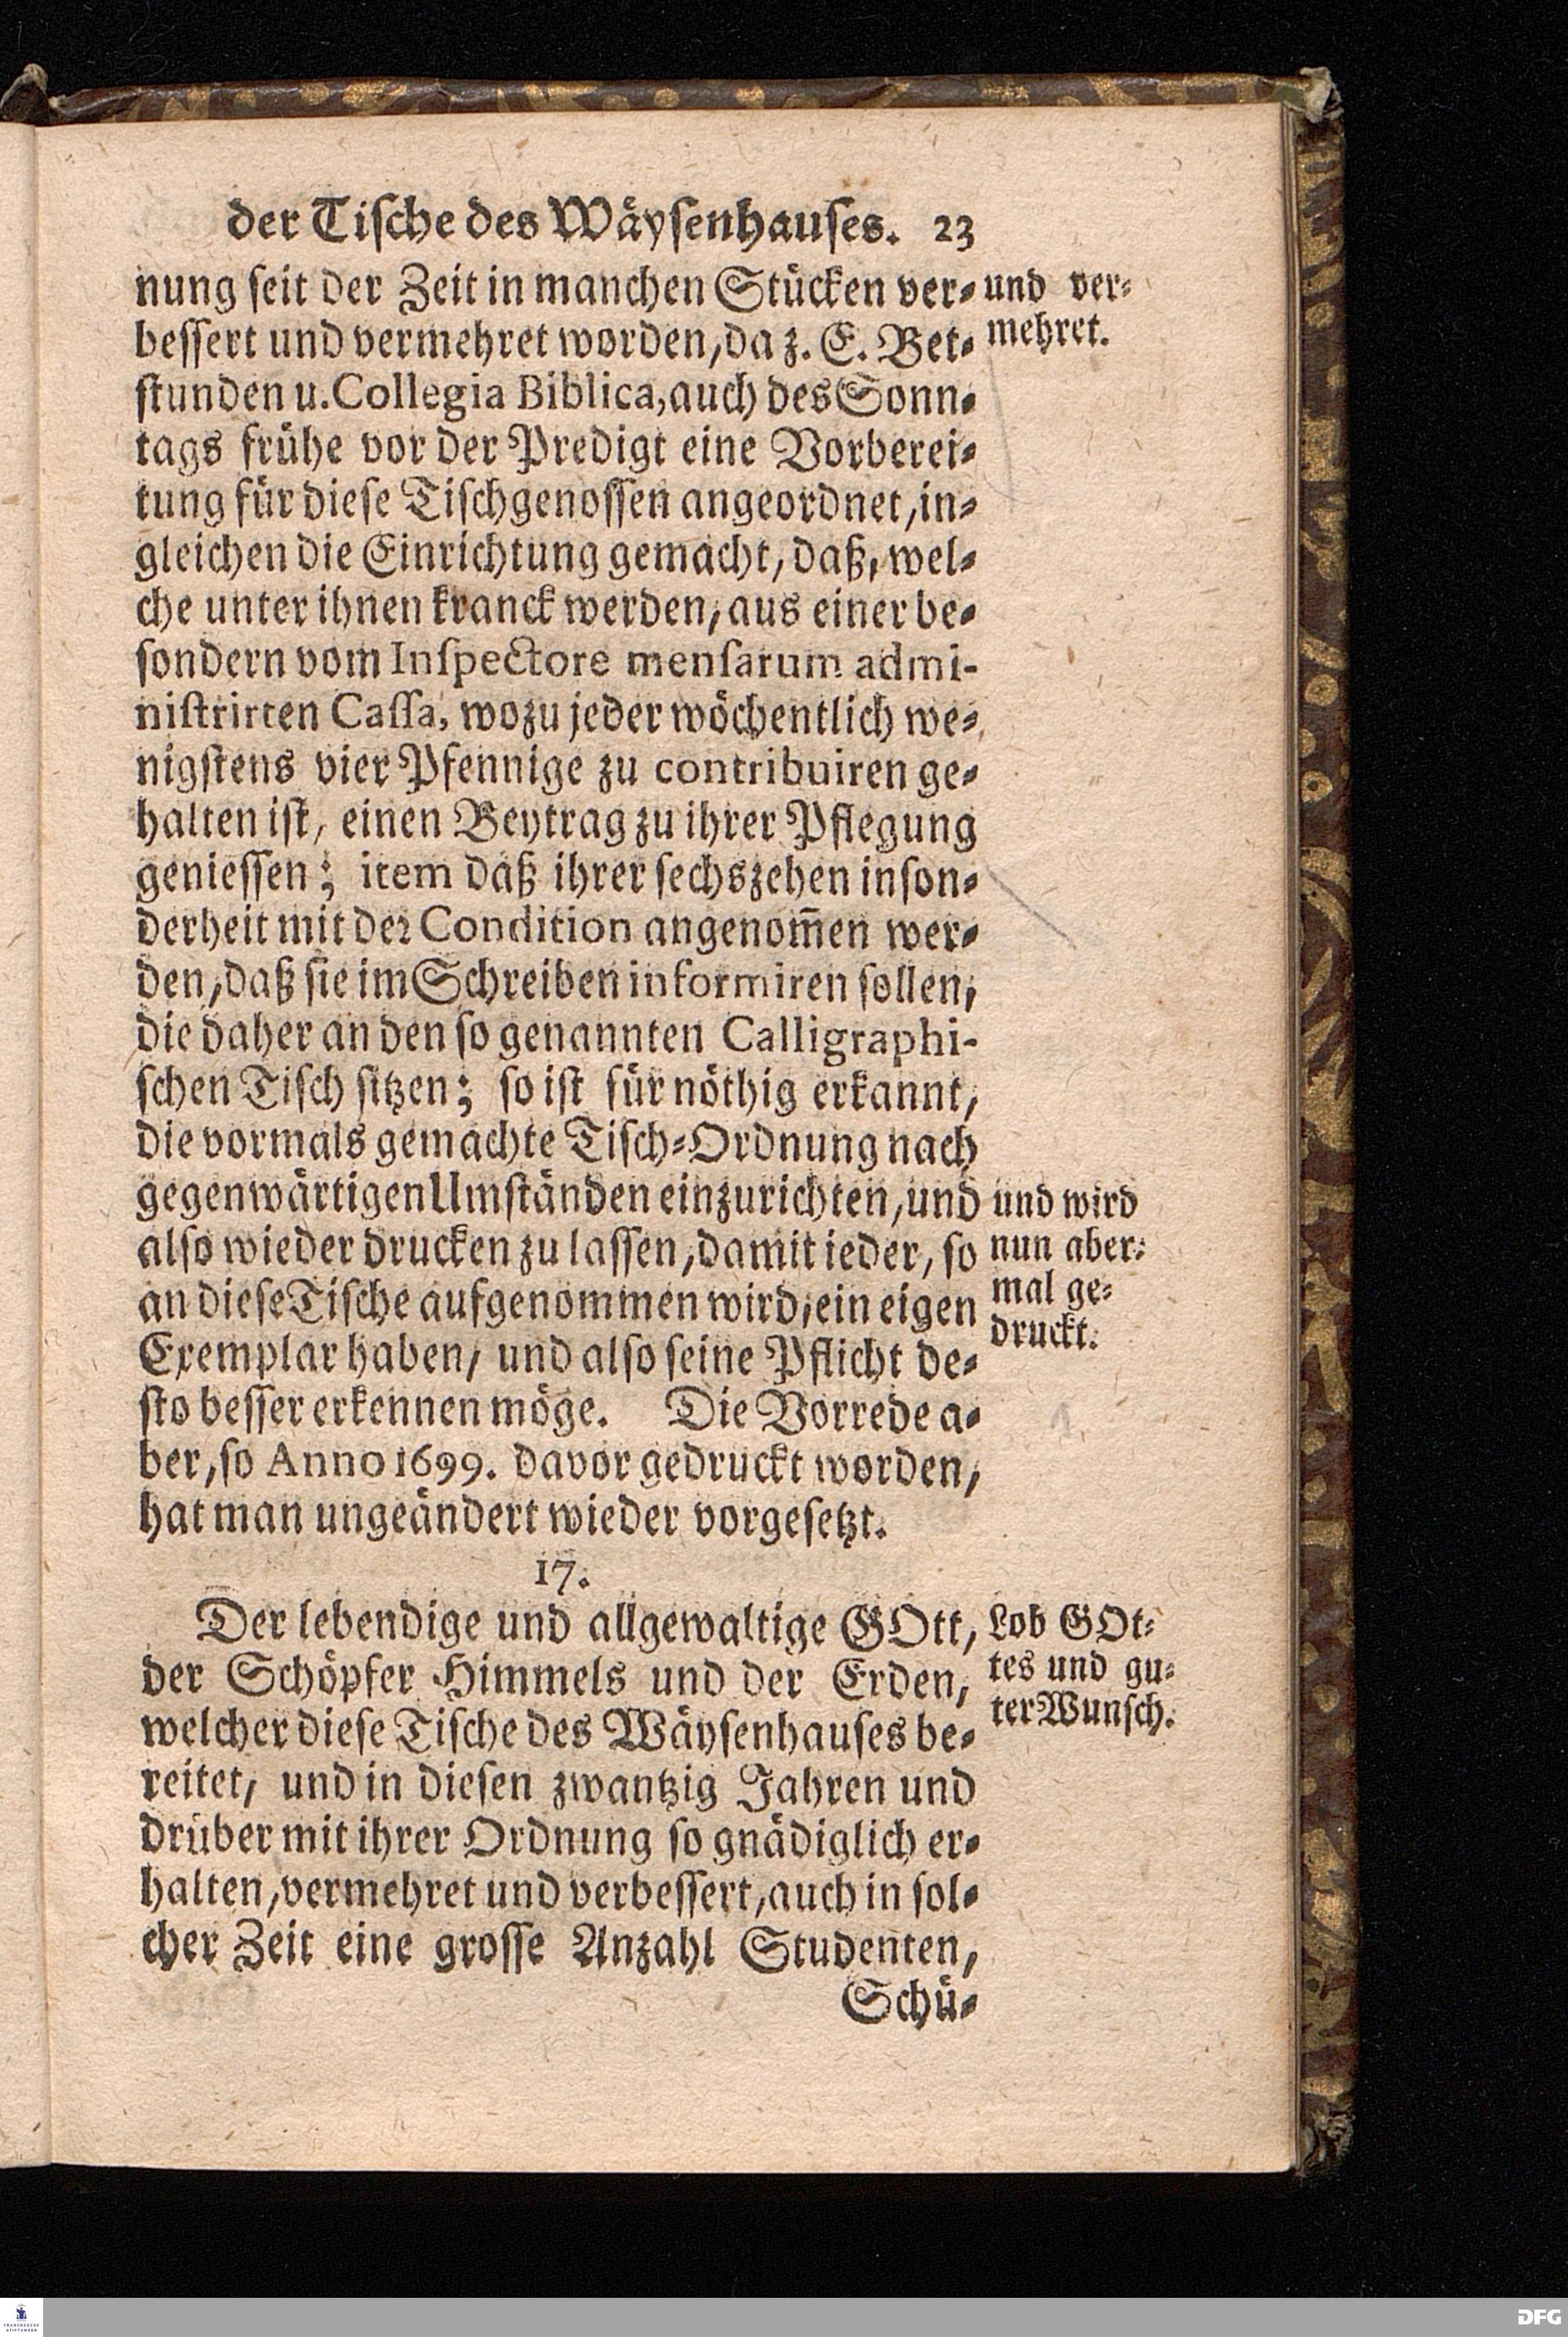 der Tiſche des Wäyſenhauſes. 23
nung ſeit der Zeit in manchen Stücken ver-
beſſert und vermehret worden, da z. E. Bet-
ſtunden u. Collegia Biblica, auch des Sonn-
tags frühe vor der Predigt eine Vorberei-
tung für dieſe Tiſchgenoſſen angeordnet, in-
gleichen die Einrichtung gemacht, daß, wel-
che unter ihnen kranck werden, aus einer be-
ſondern vom Inſpectore menſarum admi-
niſtrirten Caſſa, wozu jeder wöchentlich we-
nigſtens vier Pfennige zu contribuiren ge-
halten iſt, einen Beytrag zu ihrer Pflegung
genieſſen; item daß ihrer ſechszehen inſon-
derheit mit deꝛ Condition angenom̄en wer-
den, daß ſie im Schreiben informiren ſollen,
die daher an den ſo genannten Calligraphi-
ſchen Tiſch ſitzen; ſo iſt für nöthig erkannt,
die vormals gemachte Tiſch-Ordnung nach
gegenwärtigen Umſtänden einzurichten, und
alſo wieder drucken zu laſſen, damit ieder, ſo
an dieſe Tiſche aufgenommen wird, ein eigen
Exemplar haben, und alſo ſeine Pflicht de-
ſto beſſer erkennen möge. Die Vorrede a-
ber, ſo Anno 1699. davor gedruckt worden,
hat man ungeändert wieder vorgeſetzt.
17.
Der lebendige und allgewaltige GOtt,
der Schöpfer Himmels und der Erden,
welcher dieſe Tiſche des Wäyſenhauſes be-
reitet, und in dieſen zwantzig Jahren und
drüber mit ihrer Ordnung ſo gnädiglich er-
halten, vermehret und verbeſſert, auch in ſol-
cher Zeit eine groſſe Anzahl Studenten,
Schü-
und ver-
mehret.
und wird
nun aber-
mal ge-
druckt.
Lob GOt-
tes und gu-
ter Wunſch.
FRANCKESCHE
STIFTUNGEN
DFG